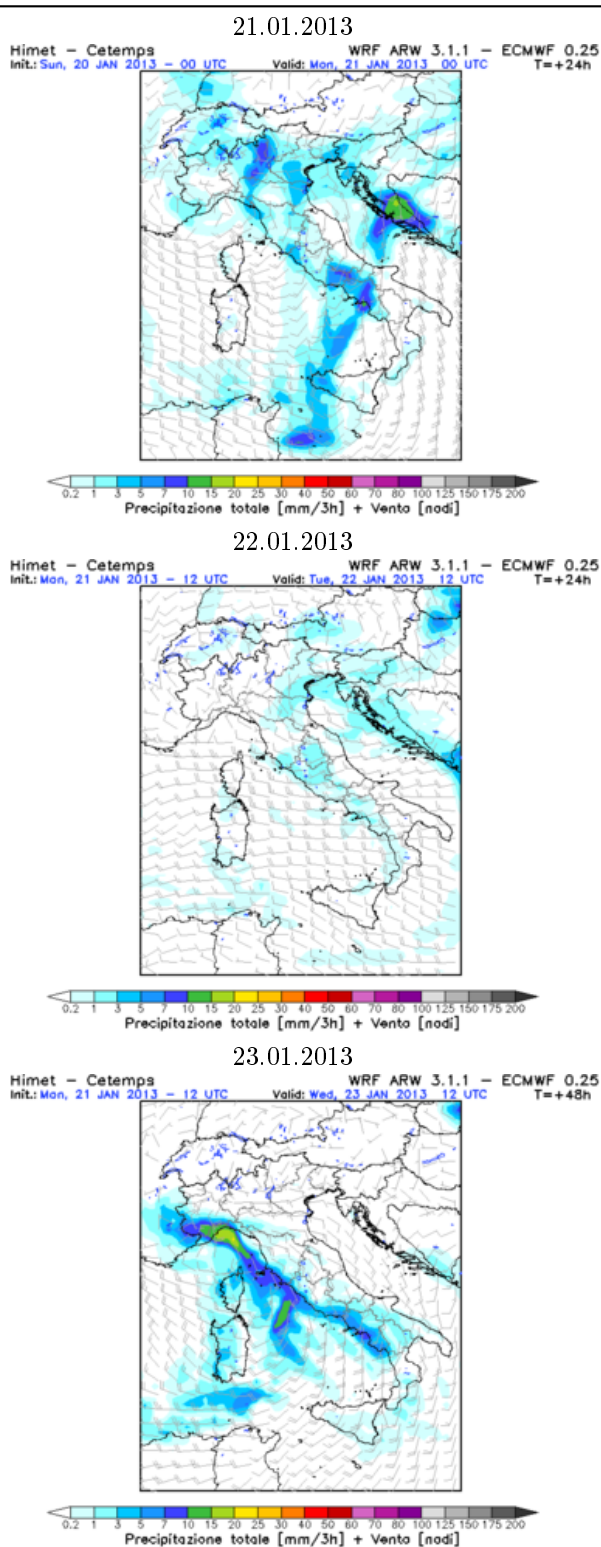 21.01.2013
Himet – Cetemps WRF ARW 3.1.1 – ECMWF 0.25
Init.: Sun, 20 JAN 2013 – 00 UTC Valid: Mon, 21 JAN 2013 00 UTC T=+24h
0.2 1 3 5 7 10 15 20 25 30 40 50 60 70 80 100 125 150 175 200
Precipitazione totale [mm/3h] + Vento [nodi]
22.01.2013
Himet – Cetemps WRF ARW 3.1.1 – ECMWF 0.25
Init.: Mon, 21 JAN 2013 – 12 UTC Valid: Tue, 22 JAN 2013 12 UTC T=+24h
0.2 1 3 5 7 10 15 20 25 30 40 50 60 70 80 100 125 150 175 200
Precipitazione totale [mm/3h] + Vento [nodi]
23.01.2013
Himet – Cetemps WRF ARW 3.1.1 – ECMWF 0.25
Init.: Mon, 21 JAN 2013 – 12 UTC Valid: Wed, 23 JAN 2013 12 UTC T=+48h
0.2 1 3 5 7 10 15 20 25 30 40 50 60 70 80 100 125 150 175 200
Precipitazione totale [mm/3h] + Vento [nodi]